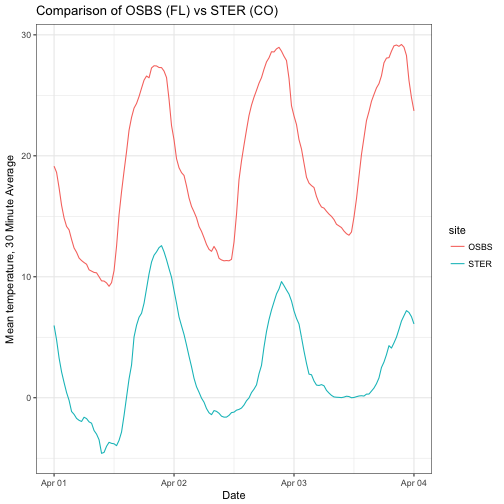 Comparison of OSBS (FL) vs STER (CO)
Mean temperature, 30 Minute Average
30
20
10
0
Apr 01
Apr 02
Apr 03
Apr 04
Date
site
OSBS
STER